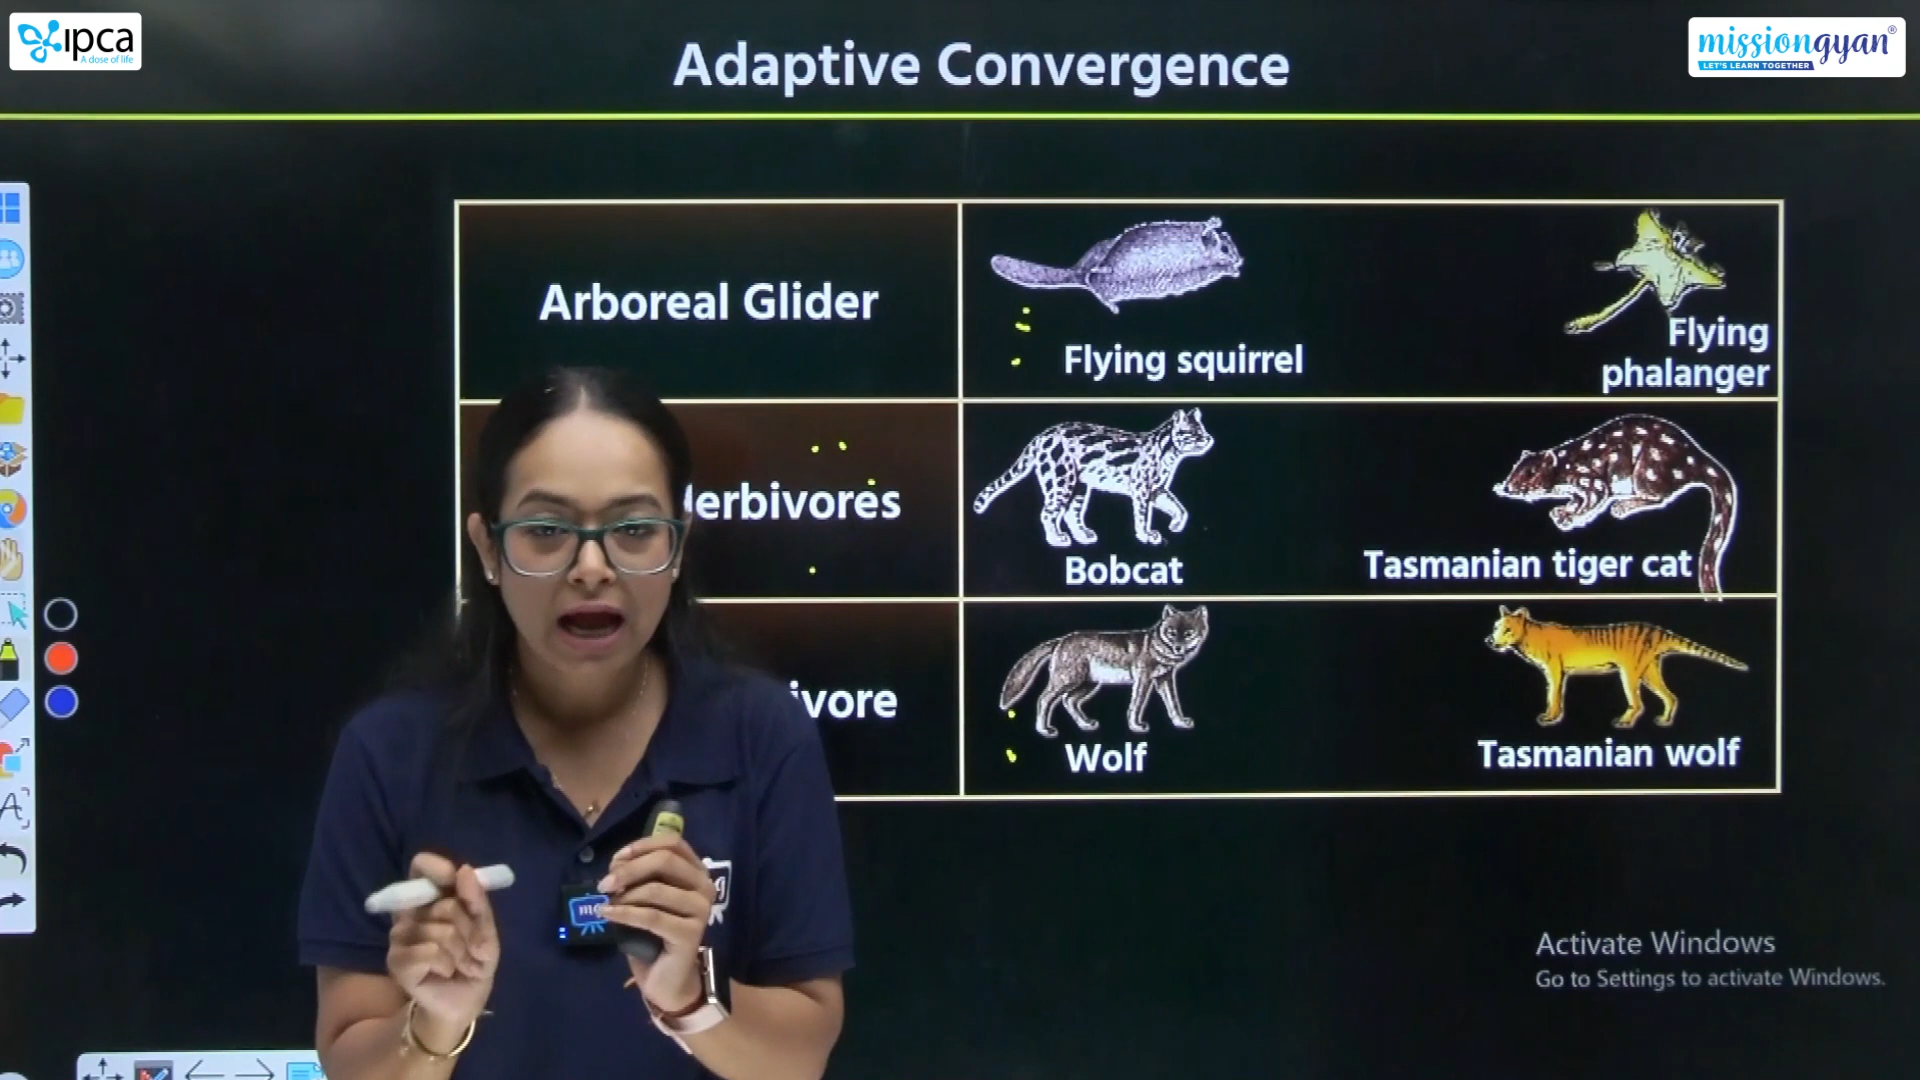 ipca
A dose of life
missiongyan®
LET'S LEARN TOGETHER
Adaptive Convergence
Arboreal Glider
Flying squirrel
Flying
phalanger
erbivores
Bobcat
Tasmanian tiger cat
ivore
Wolf
Tasmanian wolf
mg
Activate Windows
Go to Settings to activate Windows.